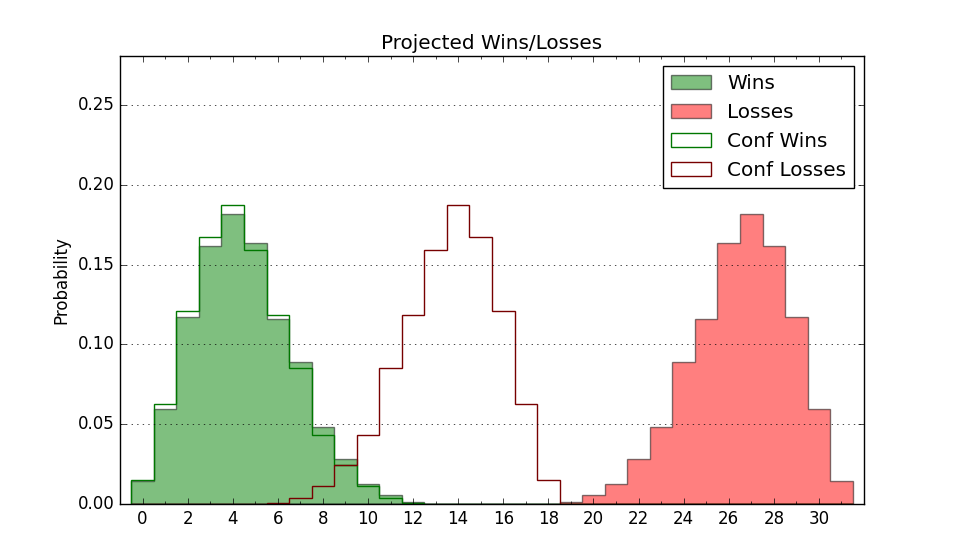 Projected Wins/Losses
Wins
Losses
Conf Wins
Conf Losses
Probability
0.25
0.20
0.15
0.10
0.05
0.00
0 2 4 6 8 10 12 14 16 18 20 22 24 26 28 30